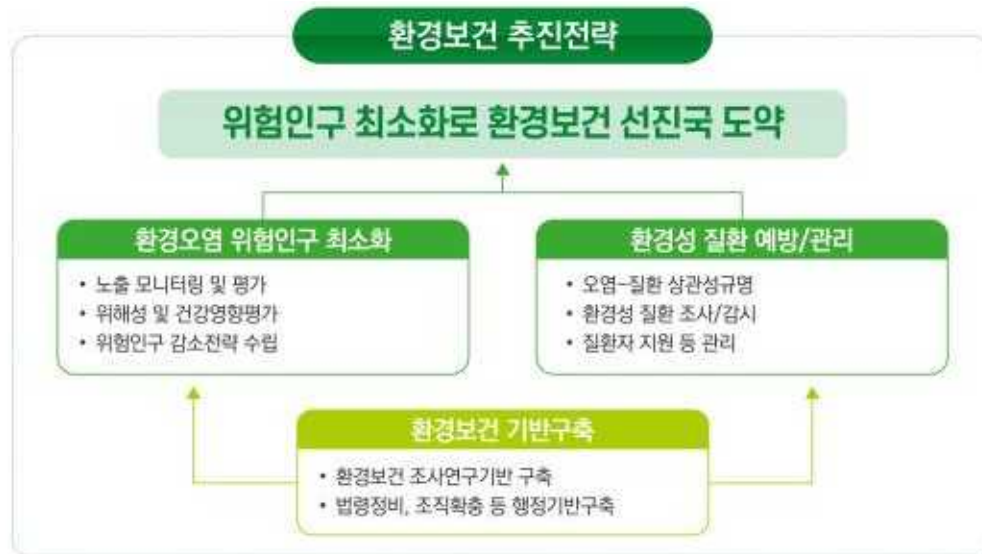 환경보건 추진전략
위험인구 최소화로 환경보건 선진국 도약
환경오염 위험인구 최소화
• 노출 모니터링 및 평가
• 위해성 및 건강영향평가
• 위험인구 감소전략 수립
환경성 질환 예방/관리
• 오염-질환 상관성규명
• 환경성 질환 조사/감시
• 질환자 지원 등 관리
환경보건 기반구축
• 환경보건 조사연구기반 구축
• 법령정비, 조직확충 등 행정기반구축